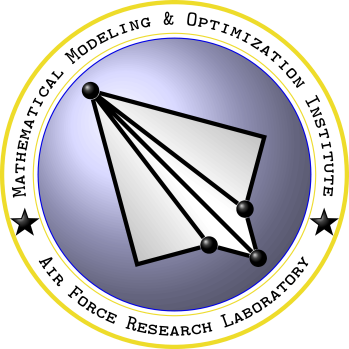 Mathematical Modeling & Optimization Institute
Air Force Research Laboratory